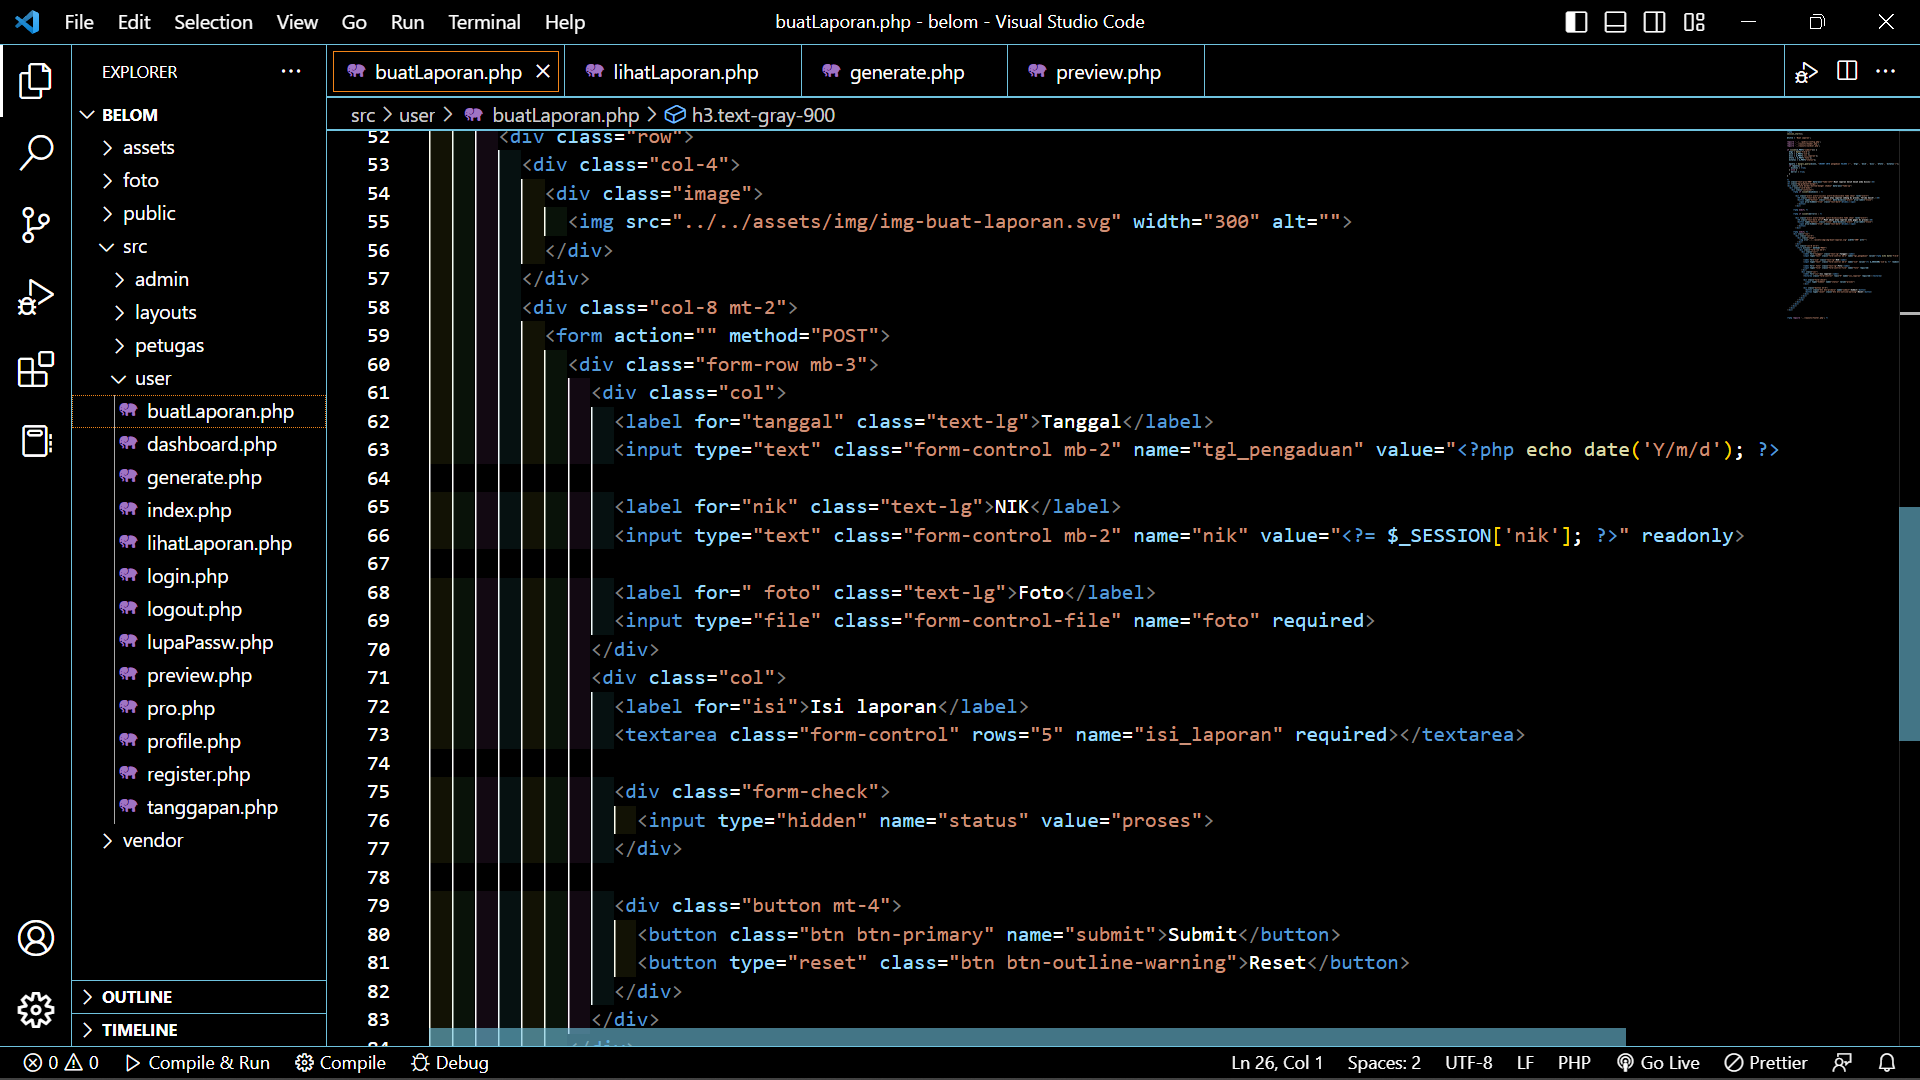 File Edit Selection View Go Run Terminal Help
buatLaporan.php - belom - Visual Studio Code
EXPLORER
BELOM
assets
foto
public
src
admin
layouts
petugas
user
buatLaporan.php
dashboard.php
generate.php
index.php
lihatLaporan.php
login.php
logout.php
lupaPassw.php
preview.php
pro.php
profile.php
register.php
tanggapan.php
vendor
OUTLINE
TIMELINE
buatLaporan.php lihatLaporan.php generate.php preview.php
src > user > buatLaporan.php > h3.text-gray-900
52 <div class="row">
53 <div class="col-4">
54 <div class="image">
55 <img src="../../assets/img/img-buat-laporan.svg" width="300" alt="">
56 </div>
57 </div>
58 <div class="col-8 mt-2">
59 <form action="" method="POST">
60 <div class="form-row mb-3">
61 <div class="col">
62 <label for="tanggal" class="text-lg">Tanggal</label>
63 <input type="text" class="form-control mb-2" name="tgl_pengaduan" value="<?php echo date('Y/m/d'); ?>
64
65 <label for="nik" class="text-lg">NIK</label>
66 <input type="text" class="form-control mb-2" name="nik" value="<?= $_SESSION['nik']; ?>" readonly>
67
68 <label for=" foto" class="text-lg">Foto</label>
69 <input type="file" class="form-control-file" name="foto" required>
70 </div>
71 <div class="col">
72 <label for="isi">Isi laporan</label>
73 <textarea class="form-control" rows="5" name="isi_laporan" required></textarea>
74
75 <div class="form-check">
76 <input type="hidden" name="status" value="proses">
77 </div>
78
79 <div class="button mt-4">
80 <button class="btn btn-primary" name="submit">Submit</button>
81 <button type="reset" class="btn btn-outline-warning">Reset</button>
82 </div>
83 </div>
84 </div>
0 0 Compile & Run Compile Debug
Ln 26, Col 1 Spaces: 2 UTF-8 LF PHP Go Live Prettier